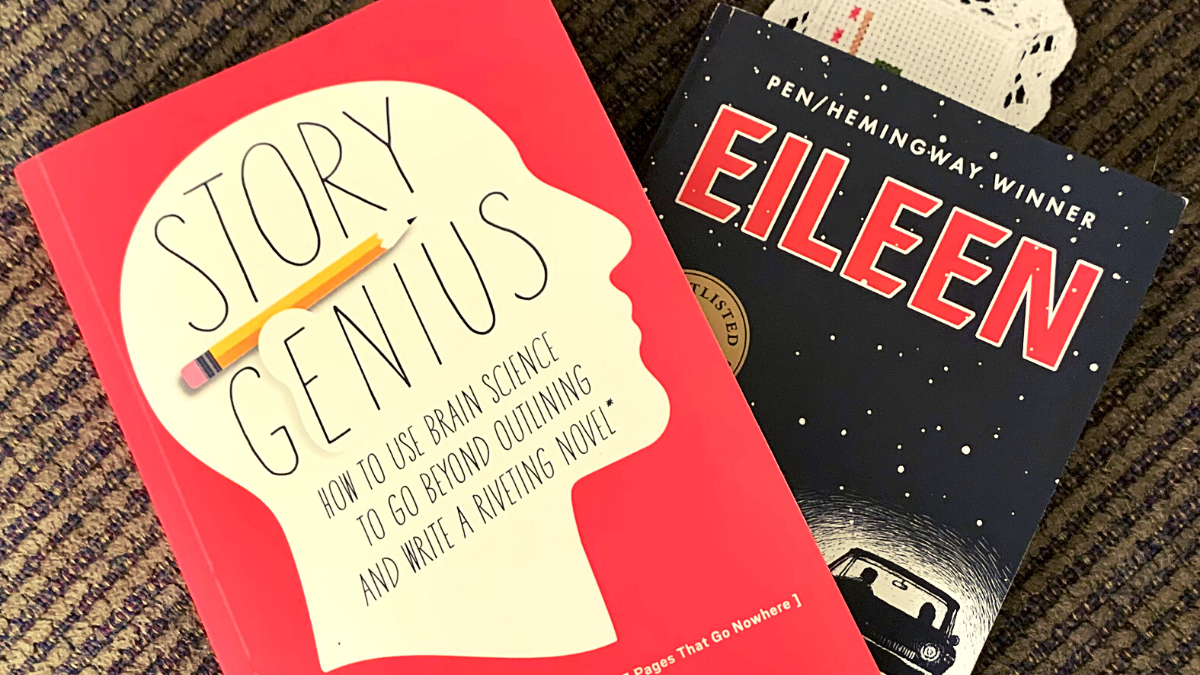 STORY
GENIUS
HOW TO USE BRAIN SCIENCE
TO GO BEYOND OUTLINING
AND WRITE A RIVETING NOVEL*
Pages That Go Nowhere ]
PEN/HEMINGWAY WINNER
EILEEN
TLISTED